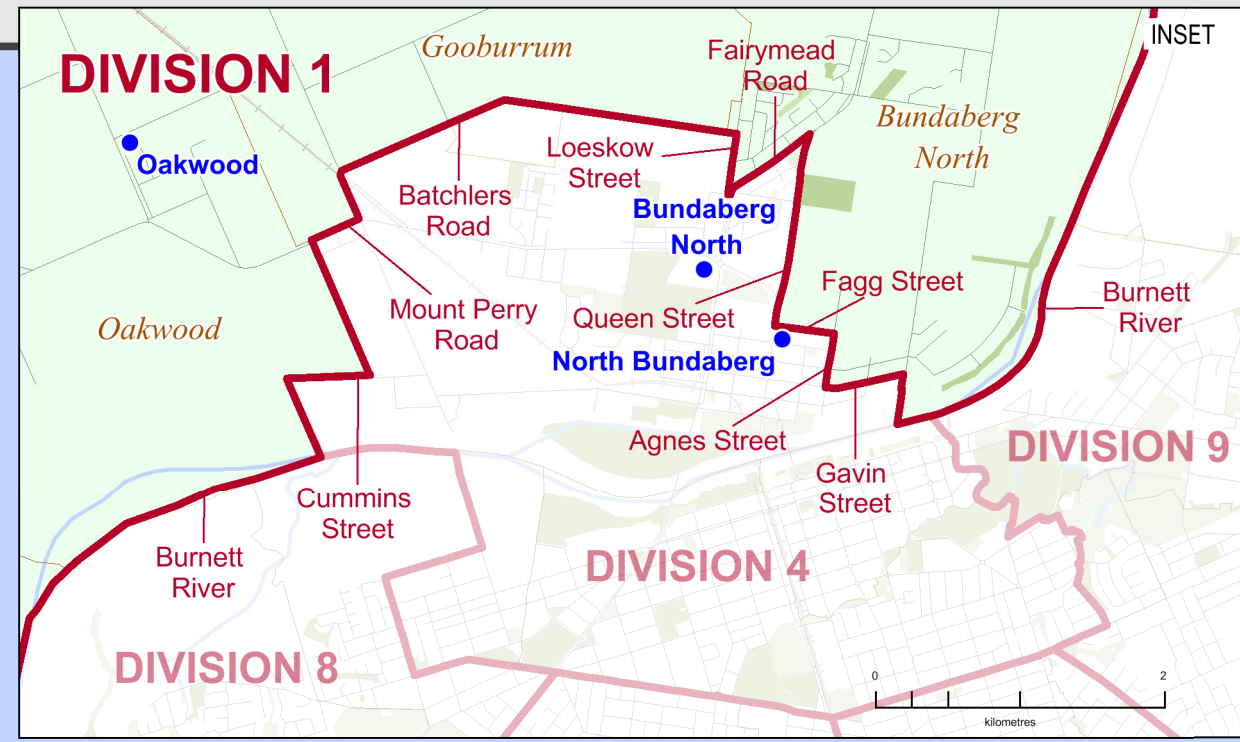 INSET
DIVISION 1
Gooburrum
Fairymead
Road
Bundaberg
North
Oakwood
Loeskow
Street
Batchlers
Road
Bundaberg
North
Fagg Street
Burnett
River
Oakwood
Mount Perry
Road
Queen Street
North Bundaberg
Agnes Street
DIVISION 9
Gavin
Street
Cummins
Street
Burnett
River
DIVISION 4
DIVISION 8
0
2
kilometres